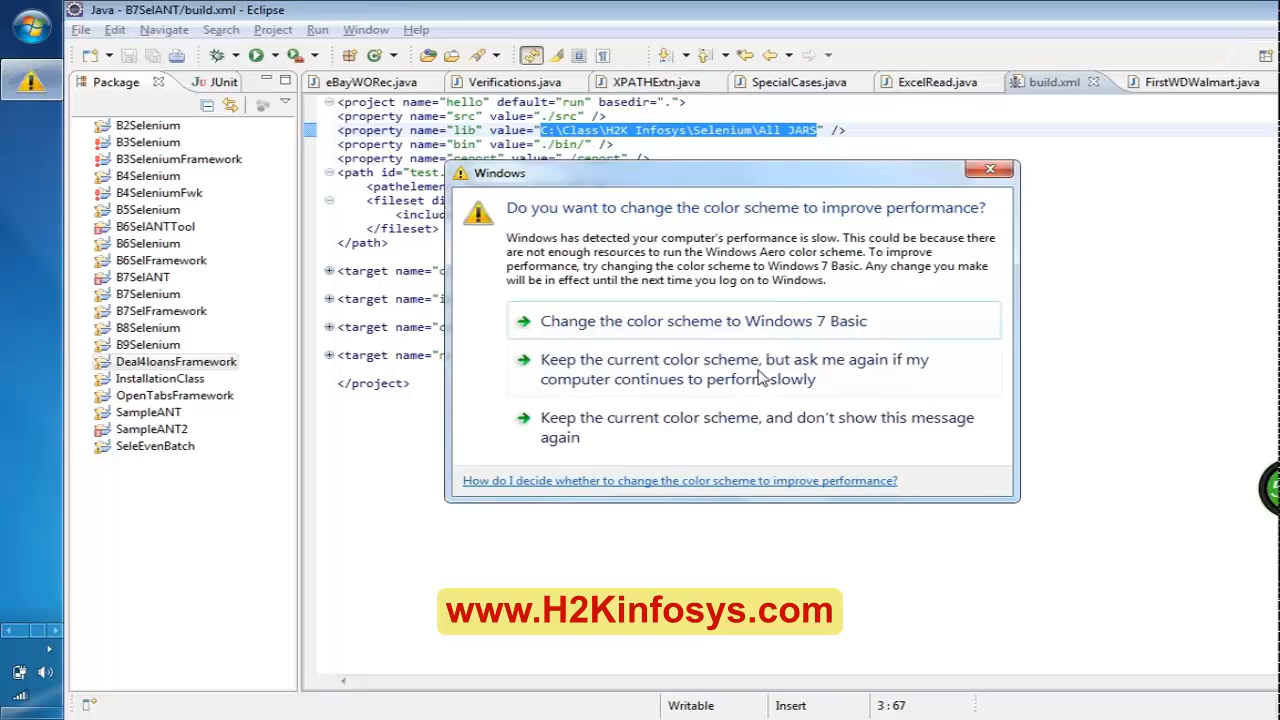 Java - B7SelANT/build.xml - Eclipse
File Edit Navigate Search Project Run Window Help
Package JUnit
eBayWORec.java Verifications.java XPATHExtn.java SpecialCases.java ExcelRead.java build.xml FirstWDWalmart.java
B2Selenium
B3Selenium
B3SeleniumFramework
B4Selenium
B4SeleniumFwk
B5Selenium
B6SelANTTool
B6Selenium
B6SelFramework
B7SelANT
B7Selenium
B7SelFramework
B8Selenium
B9Selenium
Deal4loansFramework
InstallationClass
OpenTabsFramework
SampleANT
SampleANT2
SeleEvenBatch
<project name="hello" default="run" basedir=".">
<property name="src" value="./src" />
<property name="lib" value="C:\Class\H2K Infosys\Selenium\All JARS" />
<property name="bin" value="./bin/" />
<property name="report" value="./report" />
<path id="test.
<pathelemen
<fileset di
<includ
</fileset>
</path>
<target name="c
<target name="i
<target name="c
<target name="r
</project>
Windows
Do you want to change the color scheme to improve performance?
Windows has detected your computer's performance is slow. This could be because there
are not enough resources to run the Windows Aero color scheme. To improve
performance, try changing the color scheme to Windows 7 Basic. Any change you make
will be in effect until the next time you log on to Windows.
Change the color scheme to Windows 7 Basic
Keep the current color scheme, but ask me again if my
computer continues to perform slowly
Keep the current color scheme, and don't show this message
again
How do I decide whether to change the color scheme to improve performance?
www.H2Kinfosys.com
Writable Insert 3 : 67